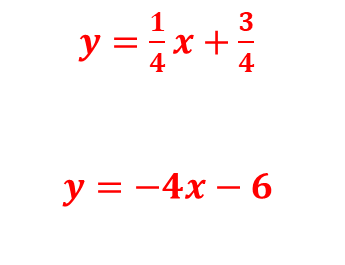 y = 1/4 x + 3/4
y = −4x − 6